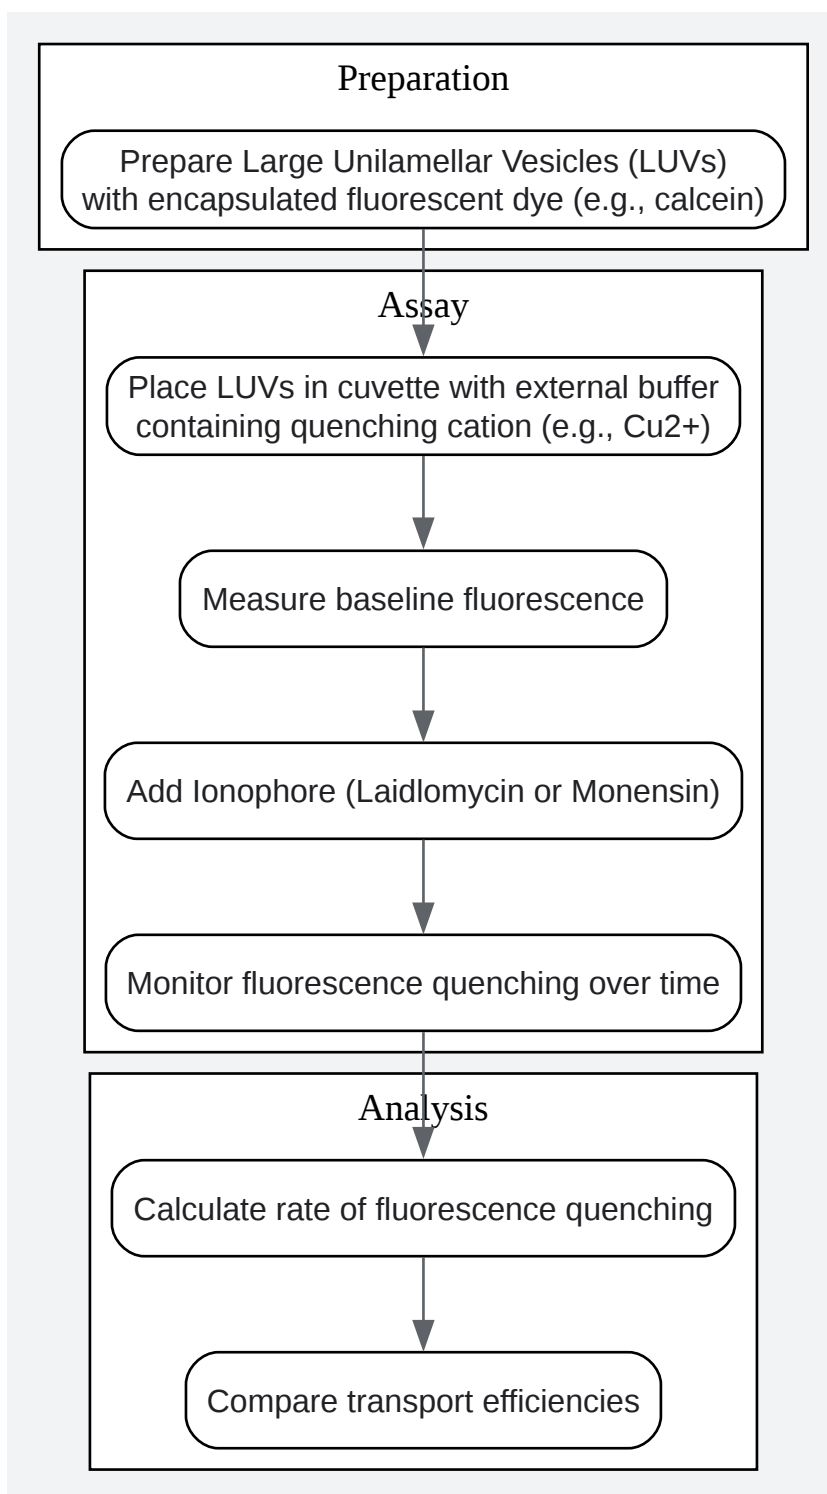 Preparation
Prepare Large Unilamellar Vesicles (LUVs)
with encapsulated fluorescent dye (e.g., calcein)
Assay
Place LUVs in cuvette with external buffer
containing quenching cation (e.g., Cu2+)
Measure baseline fluorescence
Add Ionophore (Laidlomycin or Monensin)
Monitor fluorescence quenching over time
Analysis
Calculate rate of fluorescence quenching
Compare transport efficiencies